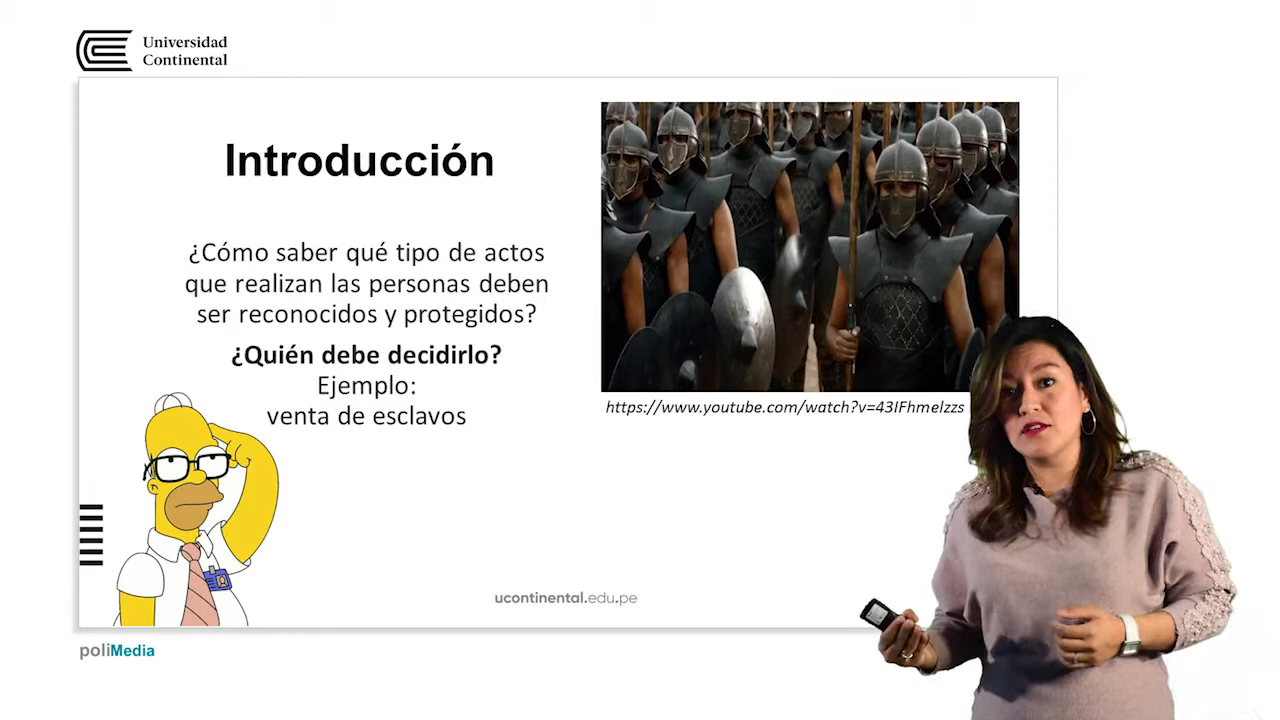 Universidad
Continental
Introducción
¿Cómo saber qué tipo de actos
que realizan las personas deben
ser reconocidos y protegidos?
¿Quién debe decidirlo?
Ejemplo:
venta de esclavos
https://www.youtube.com/watch?v=43IFhmelzzs
ucontinental.edu.pe
poliMedia